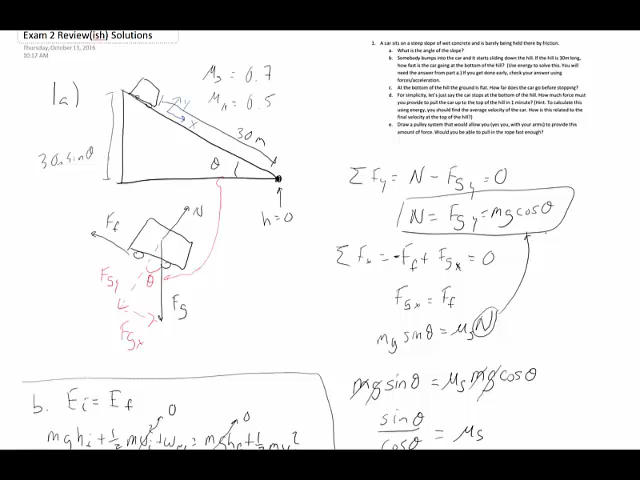 Exam 2 Review(ish) Solutions
Thursday, October 13, 2016
10:17 AM
1. A car sits on a steep slope of wet concrete and is barely being held there by friction.
a. What is the angle of the slope?
b. Somebody bumps into the car and it starts sliding down the hill. If the hill is 30m long,
how fast is the car going at the bottom of the hill? (Use energy to solve this. You will
need the answer from part a.) If you get done early, check your answer using
forces/acceleration.
c. At the bottom of the hill the ground is flat. How far does the car go before stopping?
d. For simplicity, let's just say the car stops at the bottom of the hill. How much force must
you provide to pull the car up to the top of the hill in 1 minute? (Hint: To calculate this
using energy, you should find the average velocity of the car. How is this related to the
final velocity at the top of the hill?)
e. Draw a pulley system that would allow you (yes, you, with your arms) to provide this
amount of force. Would you be able to pull in the rope fast enough?
1a)
μs = 0.7
μk = 0.5
y
x
30m
30sinθ
θ
h=0
Ff
N
Fgy
θ
Fg
Fgx
ΣFy = N - Fgy = 0
N = Fgy = mgcosθ
ΣFx = -Ff + Fgx = 0
Fgx = Ff
mg sinθ = μs N
mg sinθ = μs mg cosθ
sinθ
cosθ = μs
b. Ei = Ef
0 0